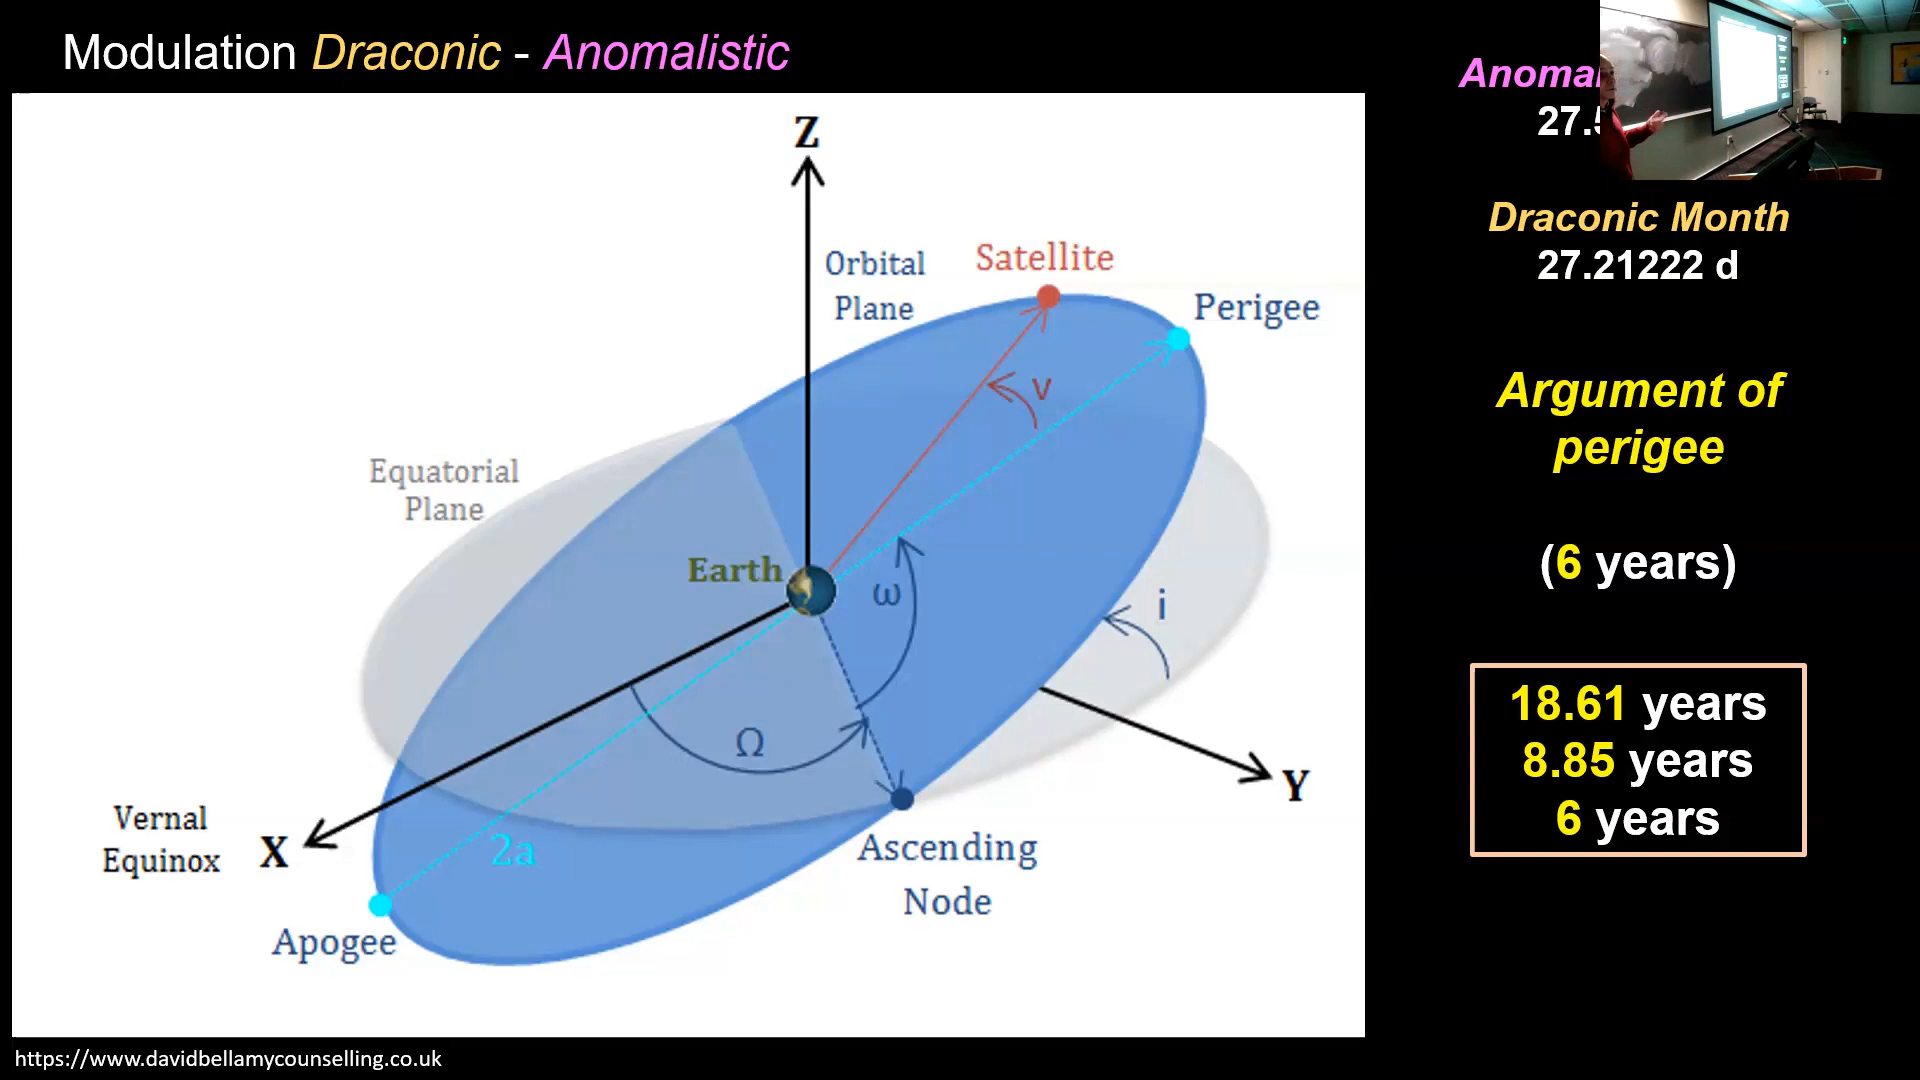 Modulation Draconic - Anomalistic
Z
Orbital
Plane
Satellite
Perigee
v
Equatorial
Plane
Earth
ω
i
Ω
Y
Vernal
Equinox
X
2a
Ascending
Node
Apogee
https://www.davidbellamycounselling.co.uk
27.5
Draconic Month
27.21222 d
Argument of
perigee
(6 years)
18.61 years
8.85 years
6 years